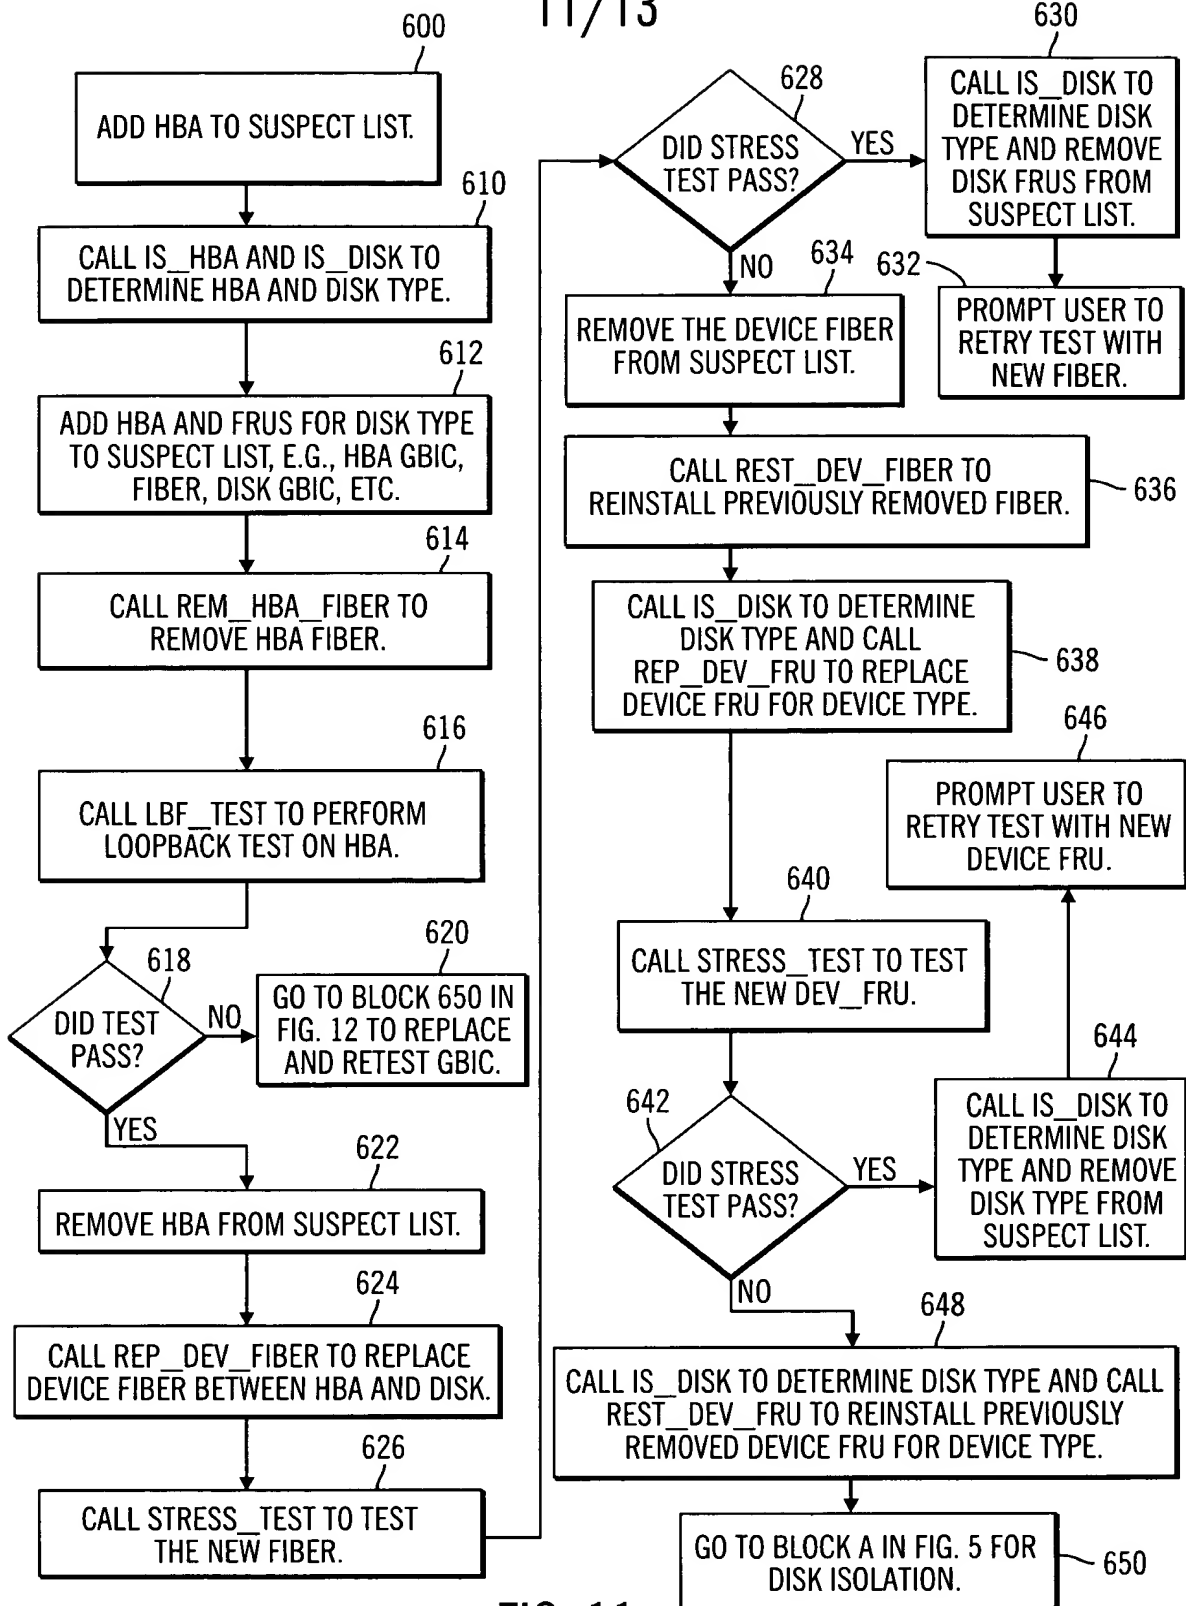 11/13
600
ADD HBA TO SUSPECT LIST.
610
CALL IS_HBA AND IS_DISK TO
DETERMINE HBA AND DISK TYPE.
612
ADD HBA AND FRUS FOR DISK TYPE
TO SUSPECT LIST, E.G., HBA GBIC,
FIBER, DISK GBIC, ETC.
614
CALL REM_HBA_FIBER TO
REMOVE HBA FIBER.
616
CALL LBF_TEST TO PERFORM
LOOPBACK TEST ON HBA.
618
DID TEST
PASS?
NO
620
GO TO BLOCK 650 IN
FIG. 12 TO REPLACE
AND RETEST GBIC.
YES
622
REMOVE HBA FROM SUSPECT LIST.
624
CALL REP_DEV_FIBER TO REPLACE
DEVICE FIBER BETWEEN HBA AND DISK.
626
CALL STRESS_TEST TO TEST
THE NEW FIBER.
628
DID STRESS
TEST PASS?
YES
630
CALL IS_DISK TO
DETERMINE DISK
TYPE AND REMOVE
DISK FRUS FROM
SUSPECT LIST.
632
PROMPT USER TO
RETRY TEST WITH
NEW FIBER.
NO
634
REMOVE THE DEVICE FIBER
FROM SUSPECT LIST.
CALL REST_DEV_FIBER TO
REINSTALL PREVIOUSLY REMOVED FIBER.
636
CALL IS_DISK TO DETERMINE
DISK TYPE AND CALL
REP_DEV_FRU TO REPLACE
DEVICE FRU FOR DEVICE TYPE.
638
640
CALL STRESS_TEST TO TEST
THE NEW DEV_FRU.
642
DID STRESS
TEST PASS?
YES
644
CALL IS_DISK TO
DETERMINE DISK
TYPE AND REMOVE
DISK TYPE FROM
SUSPECT LIST.
646
PROMPT USER TO
RETRY TEST WITH NEW
DEVICE FRU.
NO
648
CALL IS_DISK TO DETERMINE DISK TYPE AND CALL
REST_DEV_FRU TO REINSTALL PREVIOUSLY
REMOVED DEVICE FRU FOR DEVICE TYPE.
GO TO BLOCK A IN FIG. 5 FOR
DISK ISOLATION.
650
FIG. 11